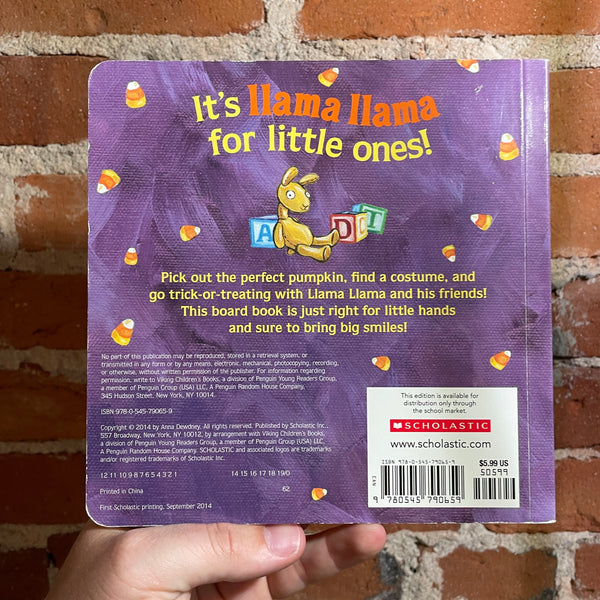 It's llama llama
for little ones!
A D T
Pick out the perfect pumpkin, find a costume, and
go trick-or-treating with Llama Llama and his friends!
This board book is just right for little hands
and sure to bring big smiles!
No part of this publication may be reproduced, stored in a retrieval system, or
transmitted in any form or by any means, electronic, mechanical, photocopying, recording,
or otherwise, without written permission of the publisher. For information regarding
permission, write to Viking Children's Books, a division of Penguin Young Readers Group,
a member of Penguin Group (USA) LLC, A Penguin Random House Company,
345 Hudson Street, New York, NY 10014.
ISBN 978-0-545-79065-9
Copyright © 2014 by Anna Dewdney. All rights reserved. Published by Scholastic Inc.,
557 Broadway, New York, NY 10012, by arrangement with Viking Children's Books,
a division of Penguin Young Readers Group, a member of Penguin Group (USA) LLC,
A Penguin Random House Company. SCHOLASTIC and associated logos are trademarks
and/or registered trademarks of Scholastic Inc.
12 11 10 9 8 7 6 5 4 3 2 1 14 15 16 17 18 19/0
Printed in China 62
First Scholastic printing, September 2014
This edition is available for
distribution only through
the school market.
SCHOLASTIC
www.scholastic.com
ISBN 978-0-545-79065-9
$5.99 US
50599
EAN
9 780545 790659